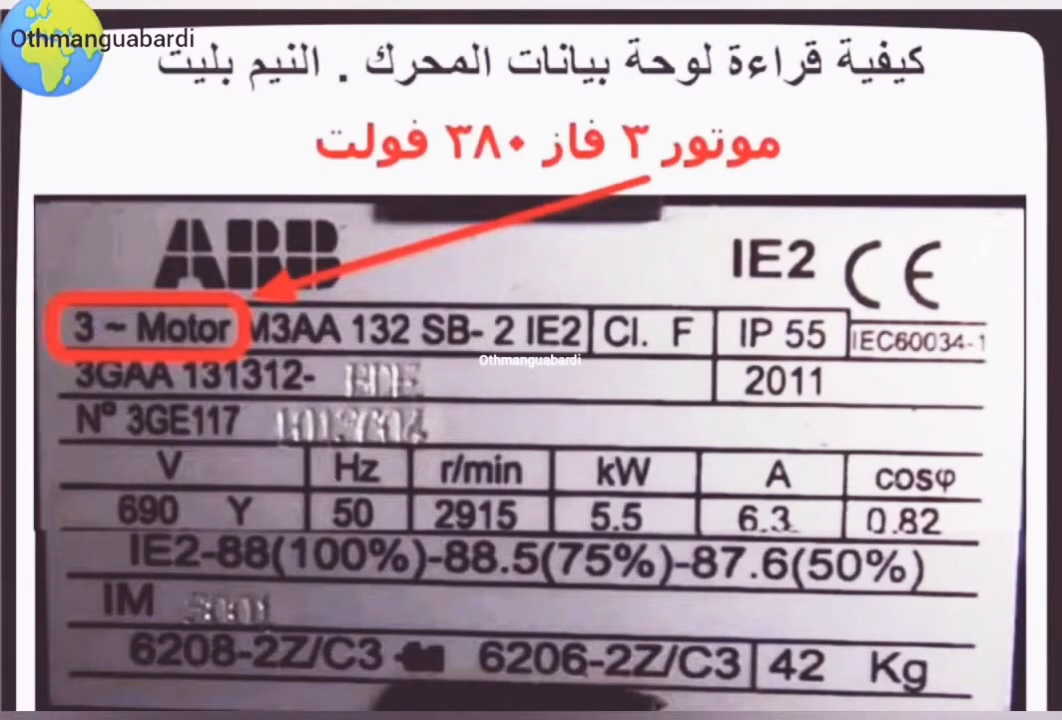 Othmanguabardi
كيفية قراءة لوحة بيانات المحرك . النيم بليت
موتور ٣ فاز ٣٨٠ فولت
ABB IE2 CE
3 ~ Motor M3AA 132 SB- 2 IE2 Cl. F IP 55 IEC60034-1
Othmanguabardi
3GAA 131312- 2011
Nº 3GE117
V Hz r/min kW A cosφ
690 Y 50 2915 5.5 6.3 0.82
IE2-88(100%)-88.5(75%)-87.6(50%)
IM
6208-2Z/C3 6206-2Z/C3 42 Kg